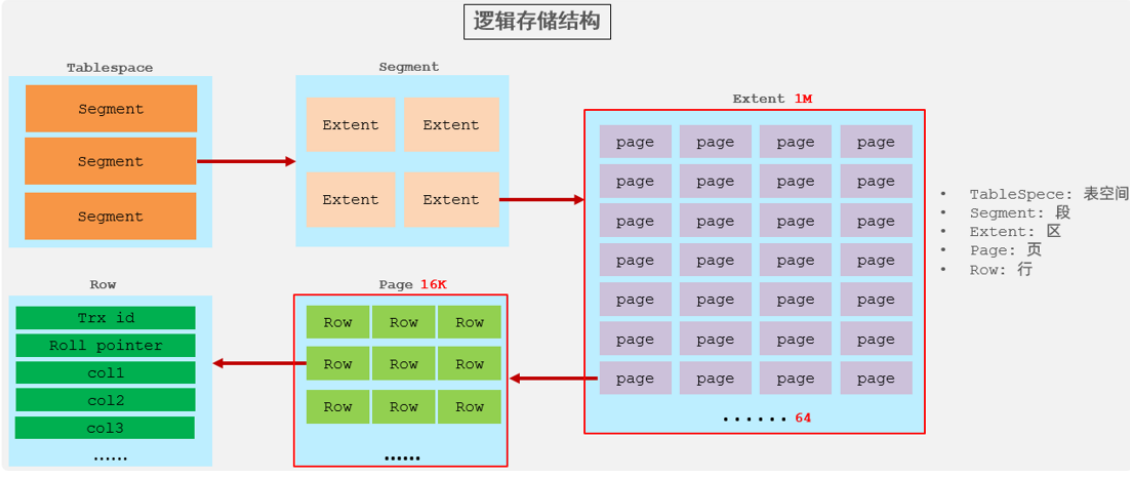 逻辑存储结构
Tablespace
Segment
Segment
Segment
Segment
Extent Extent
Extent Extent
Extent 1M
page page page page
page page page page
page page page page
page page page page
page page page page
page page page page
page page page page
......64
• TableSpece: 表空间
• Segment: 段
• Extent: 区
• Page: 页
• Row: 行
Row
Trx id
Roll pointer
col1
col2
col3
......
Page 16K
Row Row Row
Row Row Row
Row Row Row
......